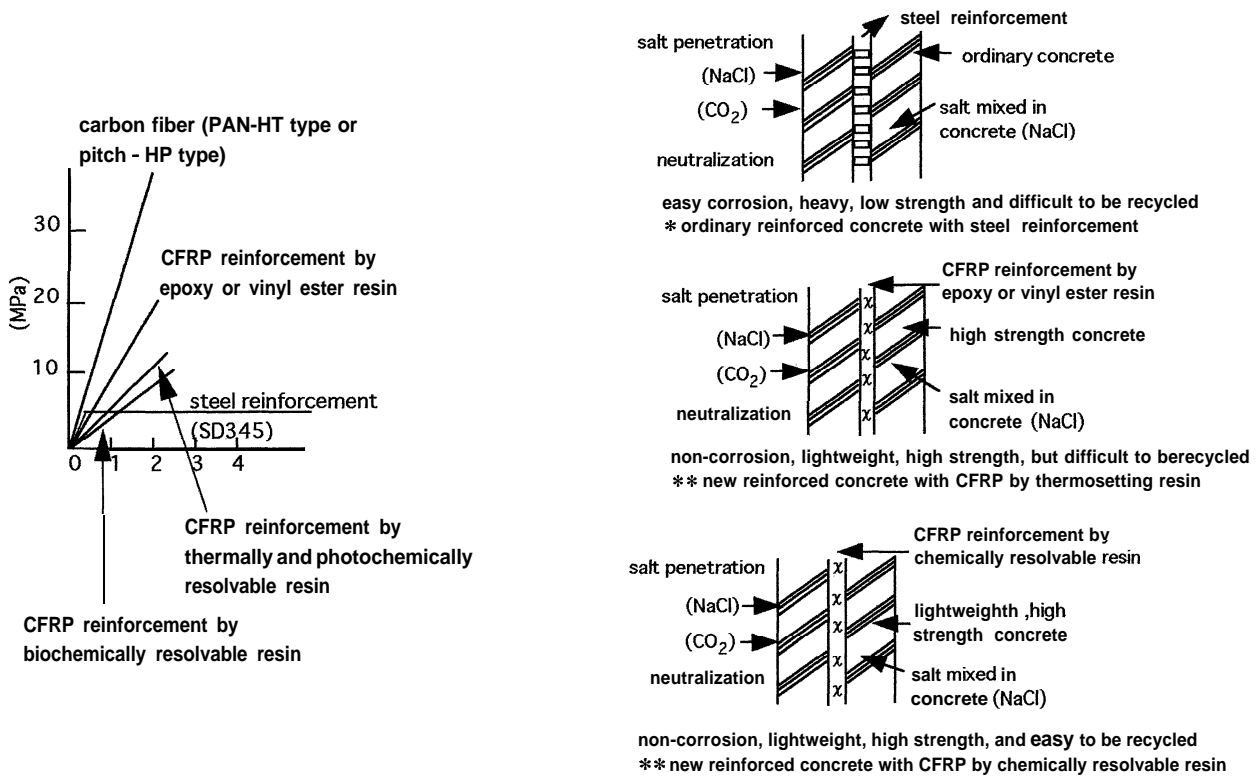 carbon fiber (PAN-HT type or
pitch - HP type)
30
20
10
(MPa)
0
1
2
3
4
CFRP reinforcement by
epoxy or vinyl ester resin
steel reinforcement
(SD345)
CFRP reinforcement by
thermally and photochemically
resolvable resin
CFRP reinforcement by
biochemically resolvable resin
steel reinforcement
salt penetration
(NaCl)
(CO2)
neutralization
ordinary concrete
salt mixed in
concrete (NaCl)
easy corrosion, heavy, low strength and difficult to be recycled
* ordinary reinforced concrete with steel reinforcement
CFRP reinforcement by
epoxy or vinyl ester resin
salt penetration
(NaCl)
(CO2)
neutralization
χ
χ
χ
χ
χ
high strength concrete
salt mixed in
concrete (NaCl)
non-corrosion, lightweight, high strength, but difficult to berecycled
** new reinforced concrete with CFRP by thermosetting resin
CFRP reinforcement by
chemically resolvable resin
salt penetration
(NaCl)
(CO2)
neutralization
χ
χ
χ
χ
χ
lightweighth ,high
strength concrete
salt mixed in
concrete (NaCl)
non-corrosion, lightweight, high strength, and easy to be recycled
** new reinforced concrete with CFRP by chemically resolvable resin